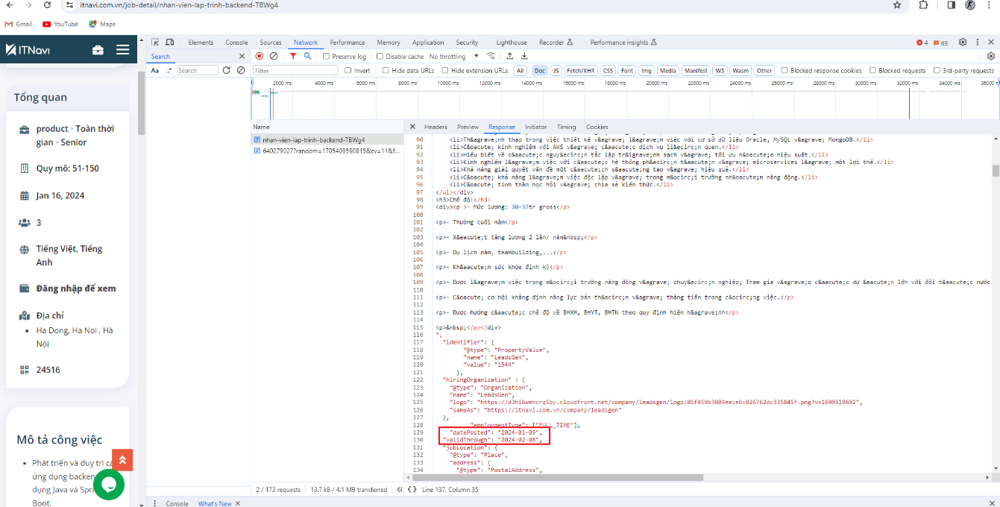 itnavi.com.vn/job-detail/nhan-vien-lap-trinh-backend-TBWg4
Gmail YouTube Maps
ITNavi
Tổng quan
product • Toàn thời
gian • Senior
Quy mô: 51-150
Jan 16, 2024
3
Tiếng Việt, Tiếng
Anh
Đăng nhập để xem
Địa chỉ
Ha Dong, Ha Noi , Hà
Nội
24516
Mô tả công việc
Phát triển và duy trì cá
ứng dụng backen
dụng Java và Spri
Boot.
Elements Console Sources Network Performance Memory Application Security Lighthouse Recorder Performance insights 4 69
Search
Preserve log Disable cache No throttling
Aa .* Search
Filter Invert Hide data URLs Hide extension URLs All Doc JS Fetch/XHR CSS Font Img Media Manifest WS Wasm Other Blocked response cookies Blocked requests 3rd-party requests
2000 ms 4000 ms 6000 ms 8000 ms 10000 ms 12000 ms 14000 ms 16000 ms 18000 ms 20000 ms 22000 ms 24000 ms 26000 ms 28000 ms 30000 ms 32000 ms 34000 ms 36000 m
Name
nhan-vien-lap-trinh-backend-TBWg4
640279027?random=1705409590815&cv=11&f...
Headers Preview Response Initiator Timing Cookies
90 <li>Th&agrave;nh thao trong việc thiết kế v&agrave; l&agrave;m việc với cơ sở dữ liệu Oracle, MySQL v&agrave; MongoDB.</li>
91 <li>C&oacute; kinh nghiệm với AWS v&agrave; c&aacute;c dịch vụ li&ecirc;n quan.</li>
92 <li>Hiểu biết về c&aacute;c nguy&ecirc;n tắc lập tr&igrave;nh sạch v&agrave; tối ưu h&oacute;a hiệu suất.</li>
93 <li>Kinh nghiệm l&agrave;m việc với c&aacute;c hệ thống ph&acirc;n t&aacute;n v&agrave; microservices l&agrave; một lợi thế.</li>
94 <li>Khả năng giải quyết vấn đề một c&aacute;ch s&aacute;ng tạo v&agrave; hiệu quả.</li>
95 <li>C&oacute; khả năng l&agrave;m việc độc lập v&agrave; trong m&ocirc;i trường nh&oacute;m năng động.</li>
96 <li>C&oacute; tinh thần học hỏi v&agrave; chia sẻ kiến thức.</li>
97 </ul></div>
98 <h3>Chế độ:</h3>
99 <div><p >- Mức lương: 30-37tr gross</p>
100
101 <p>- Thưởng cuối năm</p>
102
103 <p>- X&eacute;t tăng lương 2 lần/ năm&nbsp;</p>
104
105 <p>- Du lịch năm, teambuilding,...</p>
106
107 <p>- Kh&aacute;m sức khỏe định kỳ</p>
108
109 <p>- Được l&agrave;m việc trong m&ocirc;i trường năng động v&agrave; chuy&ecirc;n nghiệp; Tham gia v&agrave;o c&aacute;c dự &aacute;n lớn với đối t&aacute;c nước
110
111 <p>- C&oacute; cơ hội khẳng định năng lực bản th&acirc;n v&agrave; thăng tiến trong c&ocirc;ng việc.</p>
112
113 <p>- Được hưởng c&aacute;c chế độ về BHXH, BHYT, BHTN theo quy định hiện h&agrave;nh</p>
114
115 <p>&nbsp;</p></div>
116 ",
117 "identifier": {
118 "@type": "PropertyValue",
119 "name": "LeadsGen",
120 "value": "1544"
121 },
122 "hiringOrganization" : {
123 "@type": "Organization",
124 "name": "LeadsGen",
125 "logo": "https://d3hi6wehcrq5by.cloudfront.net/company/leadsgen/logo/05f459b3009eece6c026762dc335845f.png?v=1699519692",
126 "sameAs": "https://itnavi.com.vn/company/leadsgen"
127 },
128 "employmentType": ["FULL_TIME"],
129 "datePosted": "2024-01-09",
130 "validThrough": "2024-02-08",
131 "jobLocation": {
132 "@type": "Place",
133 "address": {
134 "@type": "PostalAddress",
2 / 173 requests 13.7 kB / 4.1 MB transferred 68 {} Line 137, Column 35
Console What's New